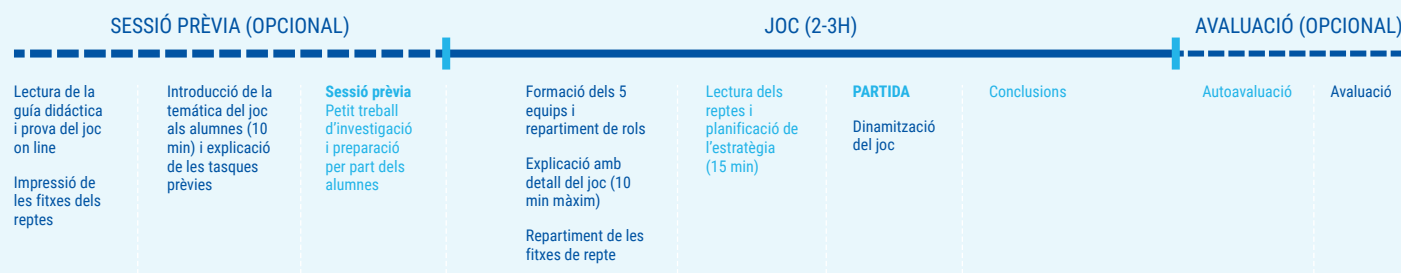 SESSIÓ PRÈVIA (OPCIONAL)
JOC (2-3H)
AVALUACIÓ (OPCIONAL)
Lectura de la
guía didáctica
i prova del joc
on line
Impressió de
les fitxes dels
reptes
Introducció de la
temática del joc
als alumnes (10
min) i explicació
de les tasques
prèvies
Sessió prèvia
Petit treball
d’investigació
i preparació
per part dels
alumnes
Formació dels 5
equips i
repartiment de rols
Explicació amb
detall del joc (10
min màxim)
Repartiment de les
fitxes de repte
Lectura dels
reptes i
planificació de
l’estratègia
(15 min)
PARTIDA
Dinamització
del joc
Conclusions
Autoavaluació
Avaluació